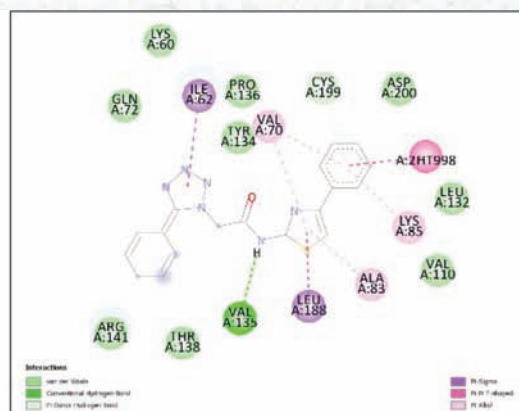 LYS
A:60
ILE
A:62
PRO
A:136
CYS
A:199
ASP
A:200
GLN
A:72
TYR
A:134
VAL
A:70
A:2HT998
N
N
N
N
O
N
LEU
A:132
LYS
A:85
N
H
S
VAL
A:110
ALA
A:83
LEU
A:188
VAL
A:135
ARG
A:141
THR
A:138
Interactions
van der Waals
Conventional Hydrogen Bond
Pi-Donor Hydrogen Bond
Pi-Sigma
Pi-Pi T-shaped
Pi-Alkyl